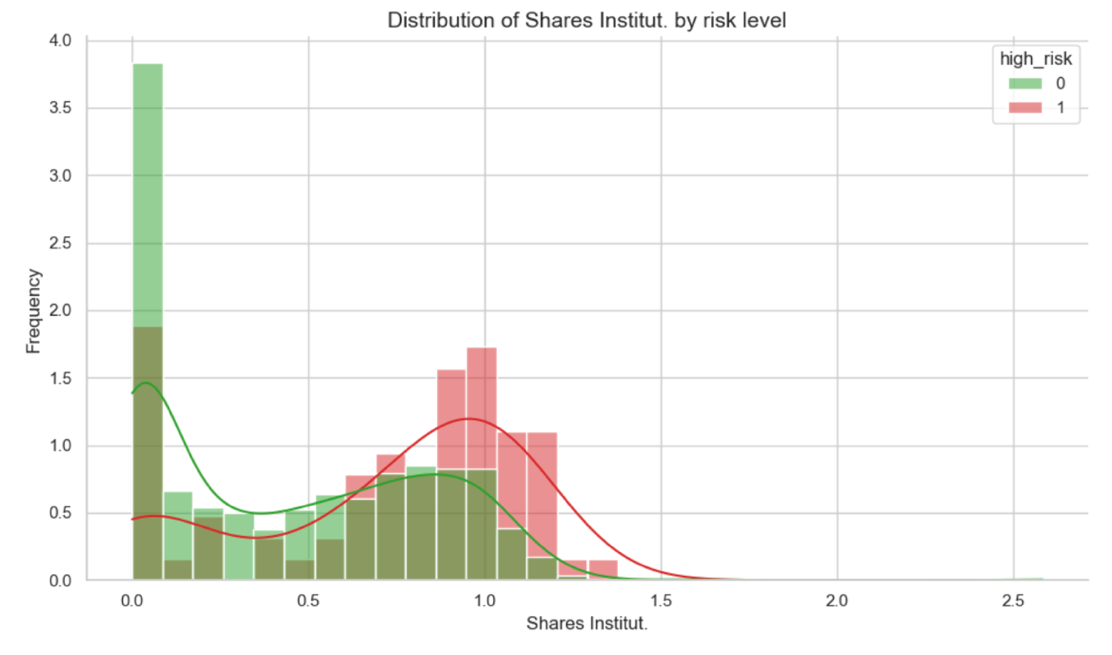 Distribution of Shares Institut. by risk level
4.0
3.5
3.0
2.5
2.0
1.5
1.0
0.5
0.0
Frequency
high_risk
0
1
0.0 0.5 1.0 1.5 2.0 2.5
Shares Institut.